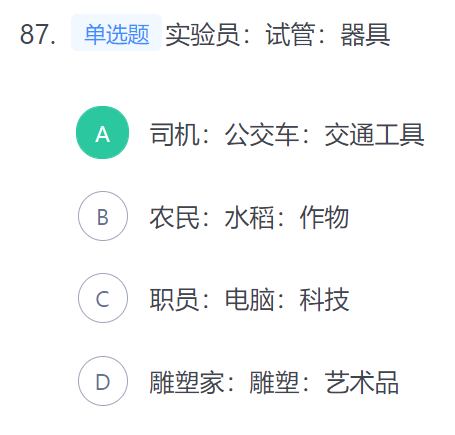 87. 单选题 实验员：试管：器具
A 司机：公交车：交通工具
B 农民：水稻：作物
C 职员：电脑：科技
D 雕塑家：雕塑：艺术品